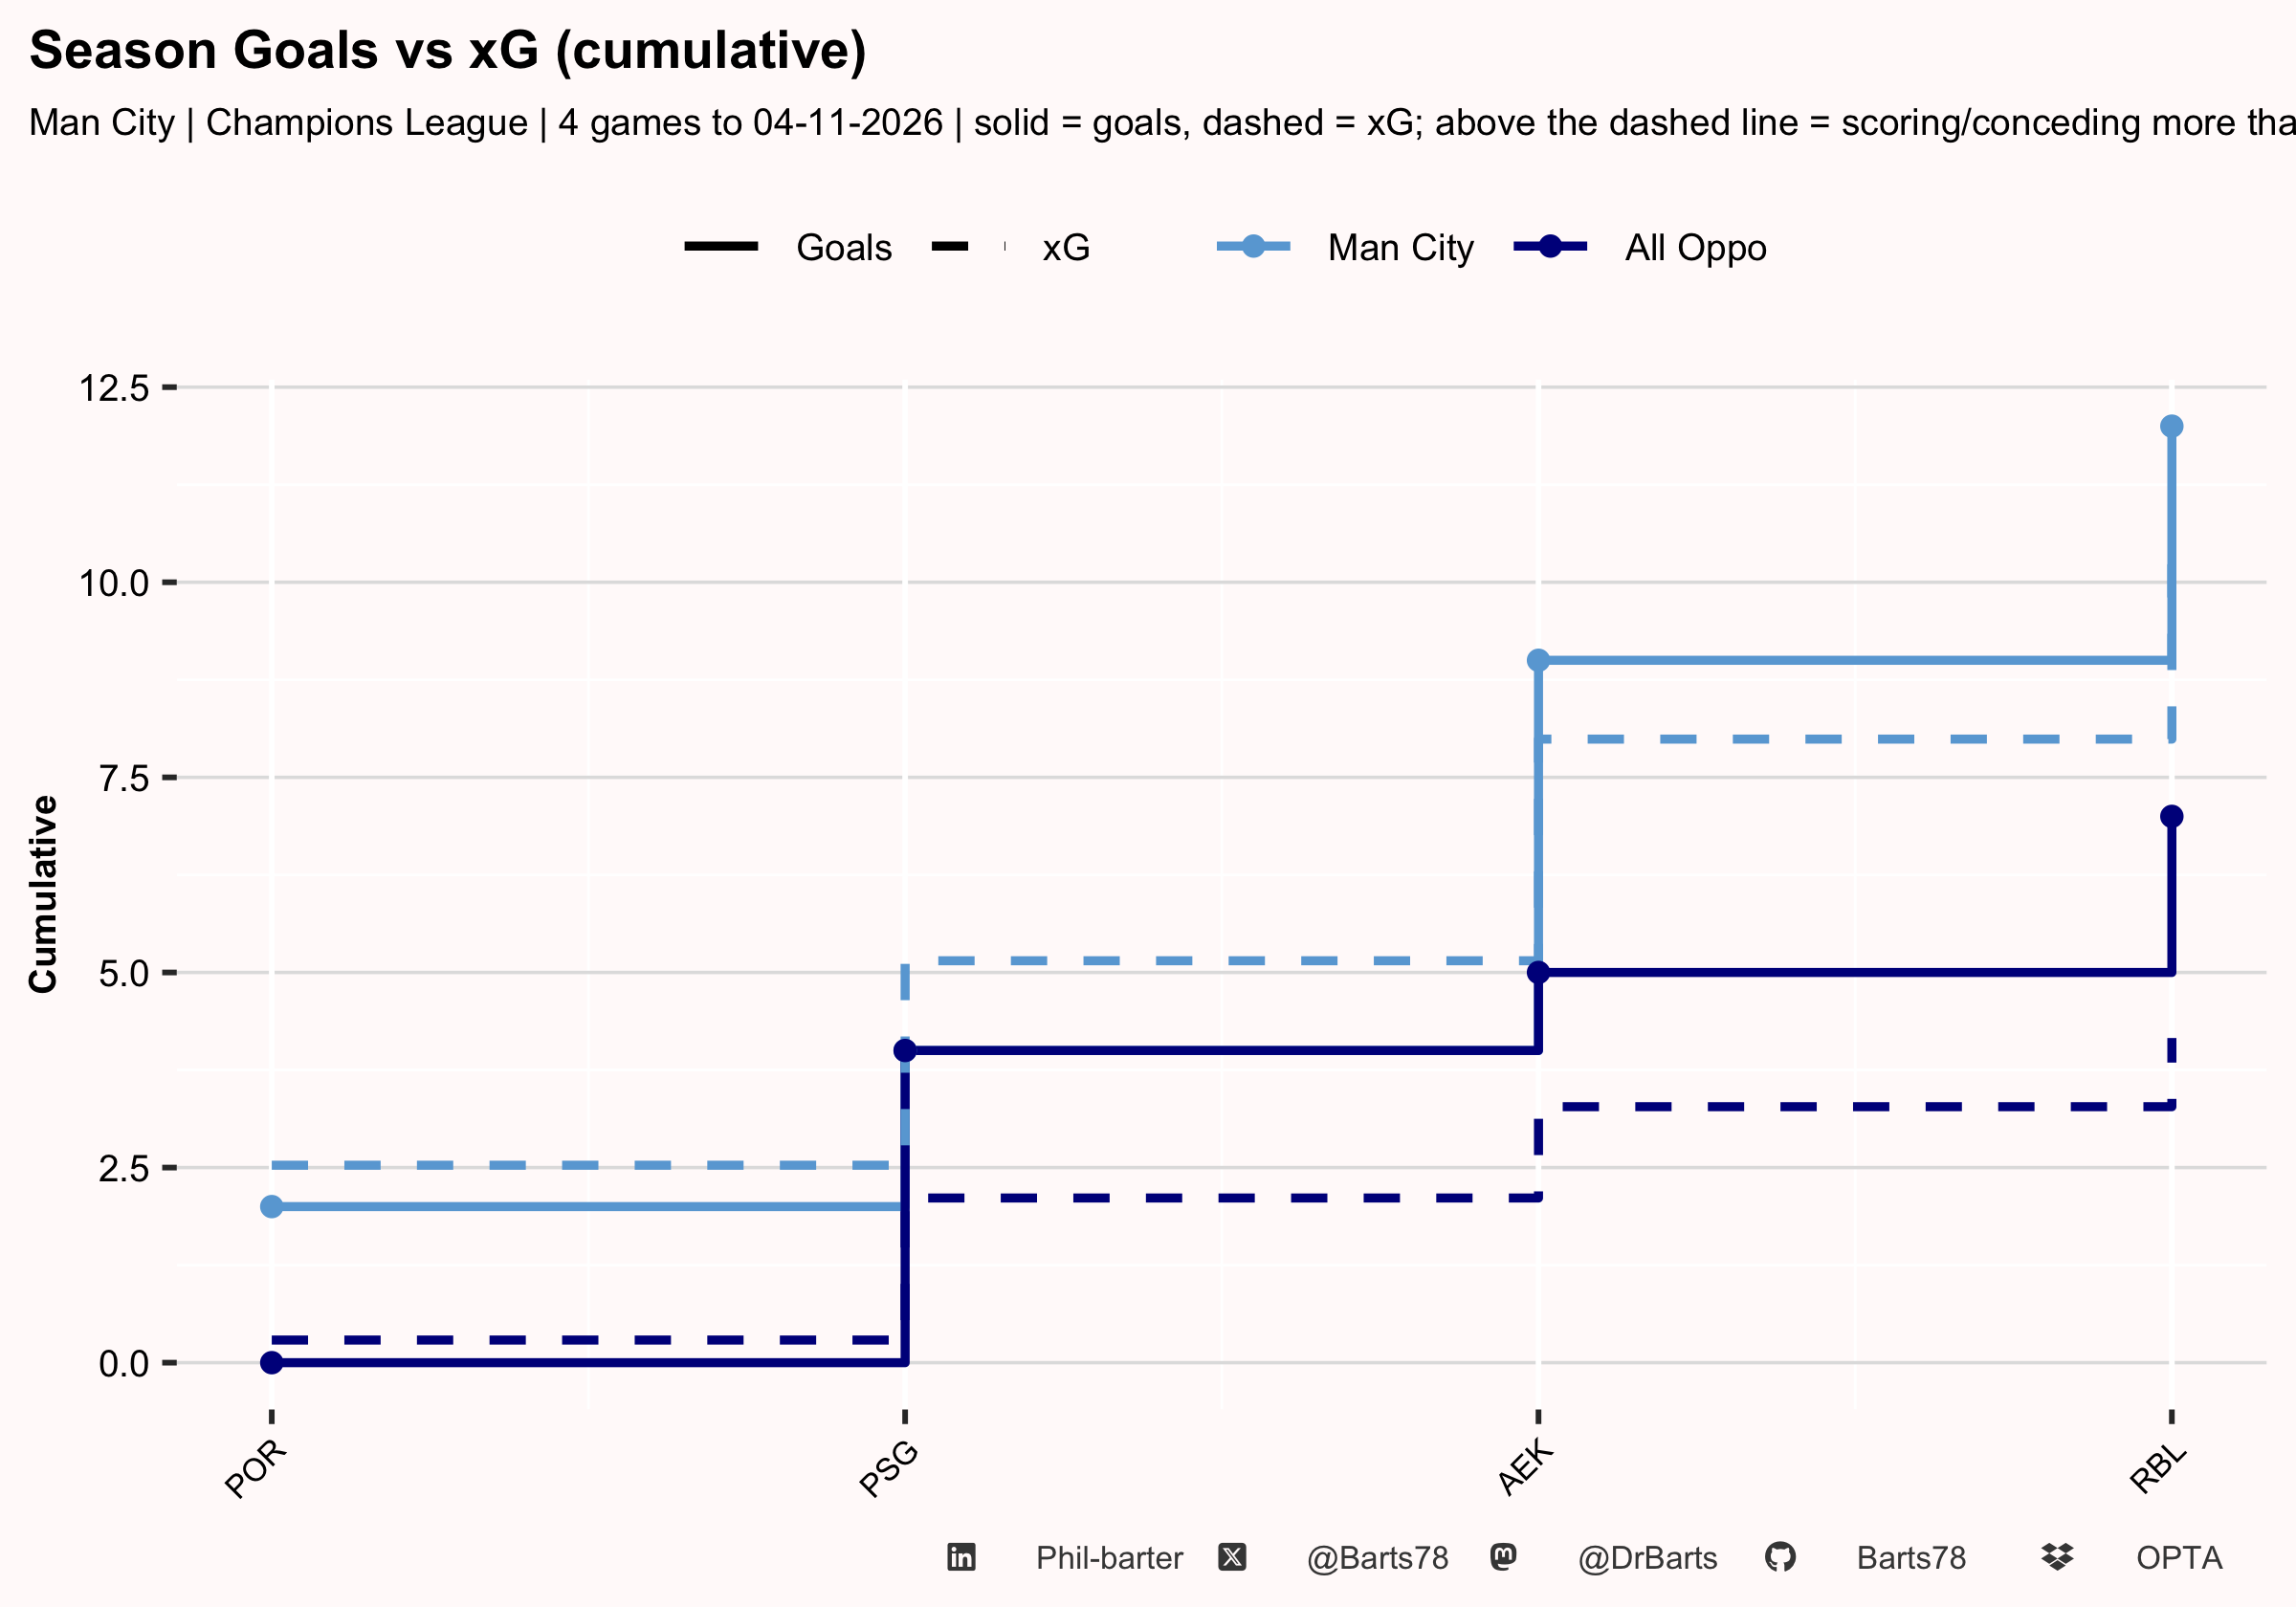 Season Goals vs xG (cumulative)
Man City | Champions League | 4 games to 04-11-2026 | solid = goals, dashed = xG; above the dashed line = scoring/conceding more tha
Goals xG Man City All Oppo
12.5
10.0
7.5
5.0
2.5
0.0
Cumulative
POR PSG AEK RBL
Phil-barter @Barts78 @DrBarts Barts78 OPTA